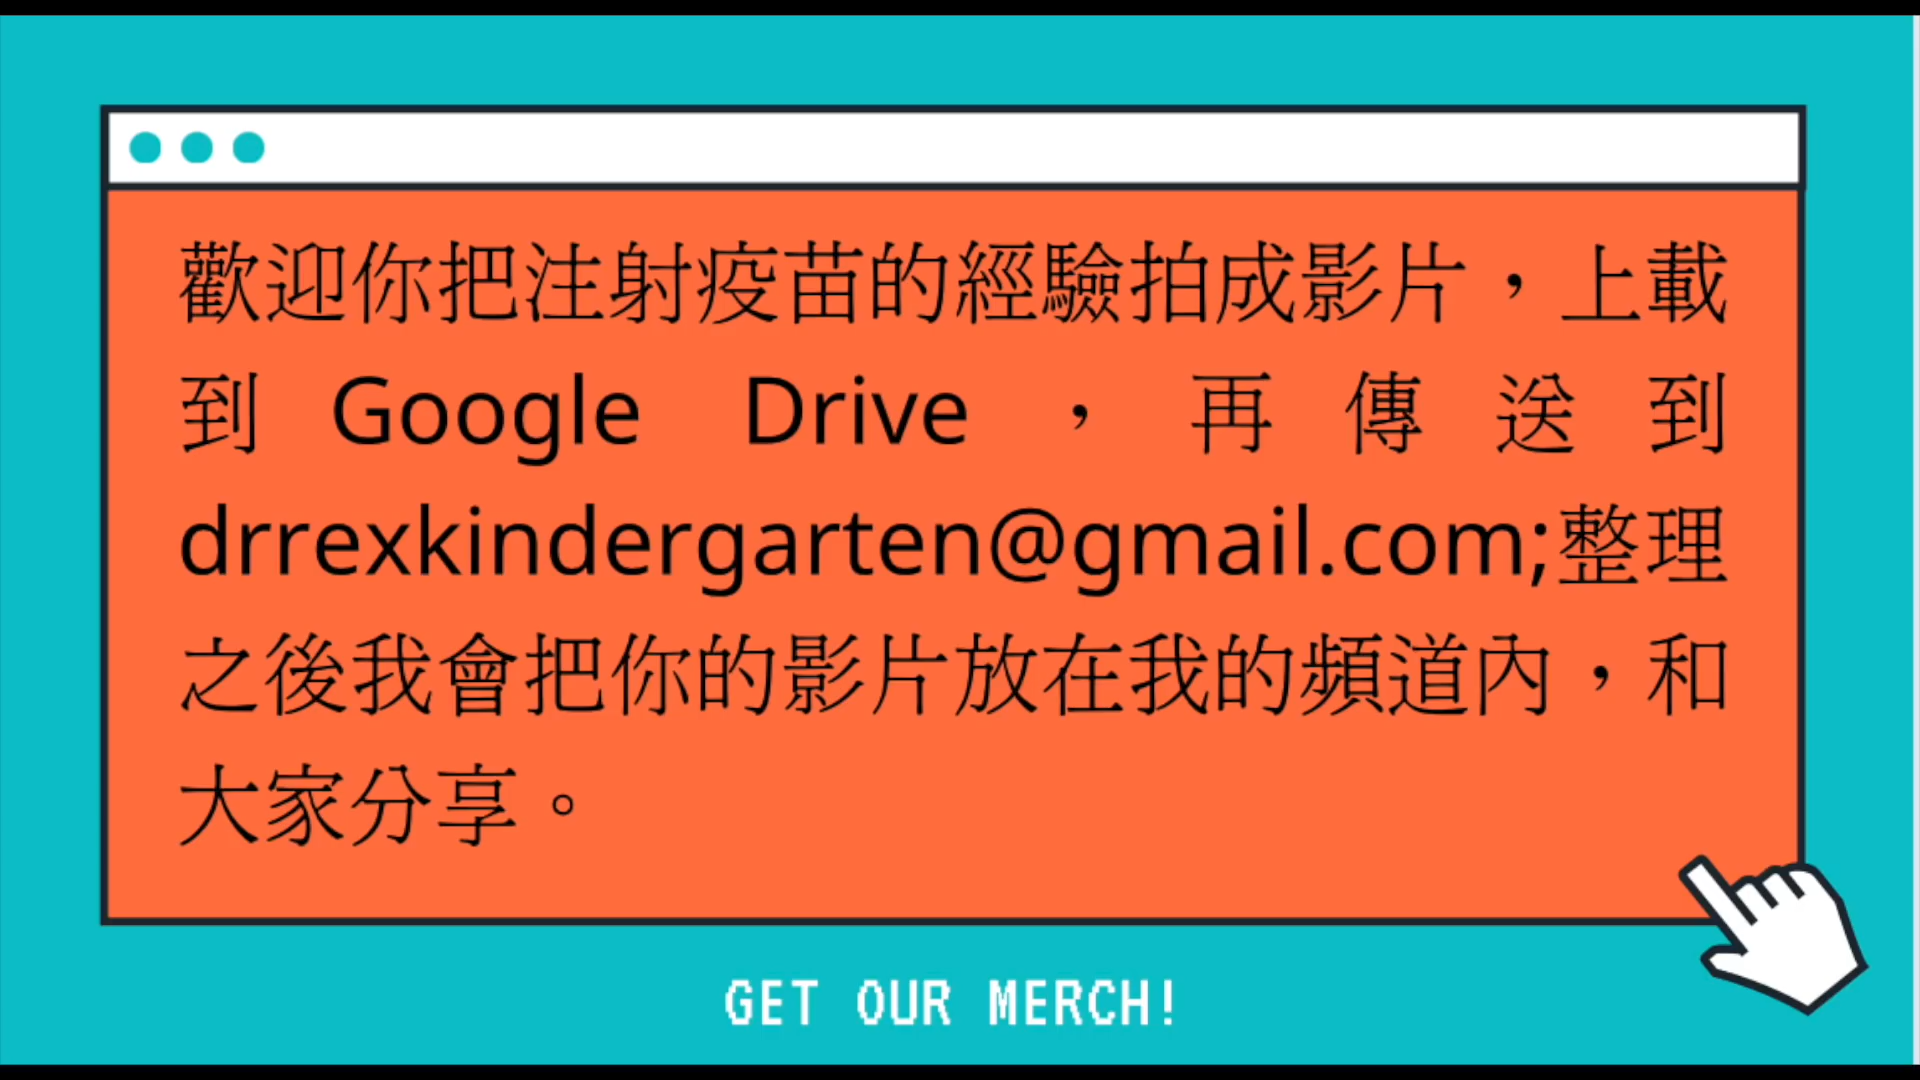 歡迎你把注射疫苗的經驗拍成影片，上載
到 Google Drive，再傳送到
drrexkindergarten@gmail.com;整理
之後我會把你的影片放在我的頻道內，和
大家分享。
GET OUR MERCH!